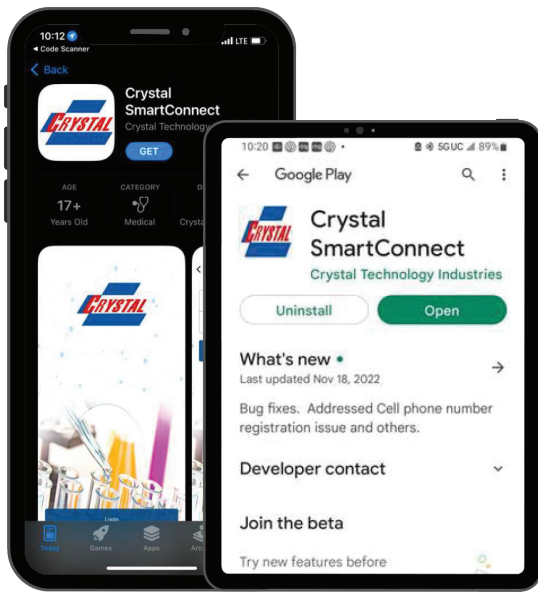 10:12
LTE
Code Scanner
Back
CRYSTAL
Crystal
SmartConnect
Crystal Technology
GET
AGE
CATEGORY
D
17+
Years Old
Medical
Crysta
CRYSTAL
Login
Today
Games
Apps
Arc
10:20
5GUC
89%
Google Play
CRYSTAL
Crystal
SmartConnect
Crystal Technology Industries
Uninstall
Open
What's new
Last updated Nov 18, 2022
Bug fixes. Addressed Cell phone number
registration issue and others.
Developer contact
Join the beta
Try new features before